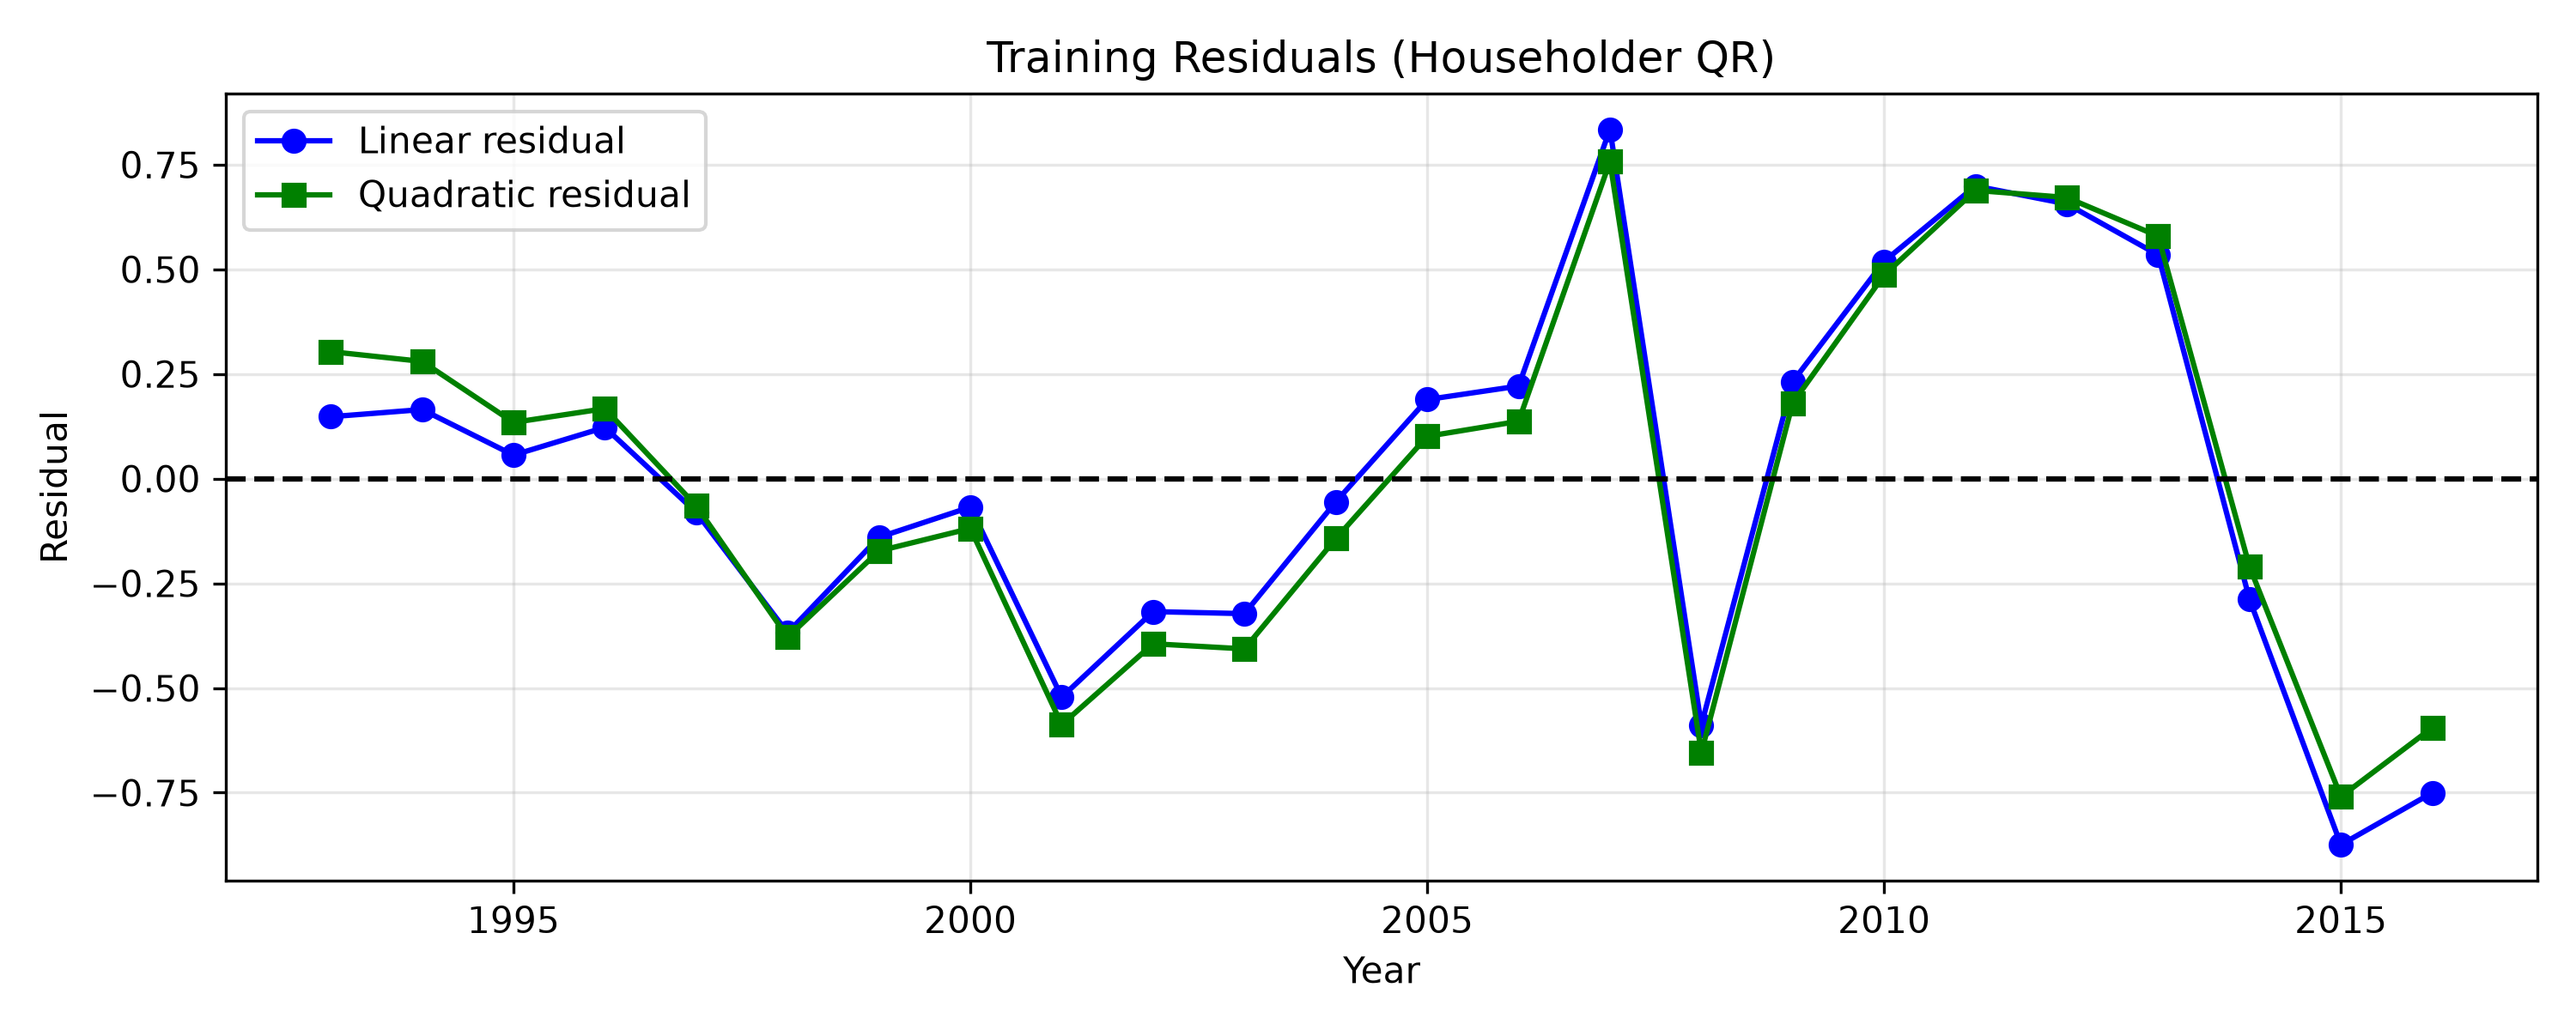 Training Residuals (Householder QR)
Linear residual
Quadratic residual
0.75
0.50
0.25
0.00
−0.25
−0.50
−0.75
Residual
1995
2000
2005
2010
2015
Year